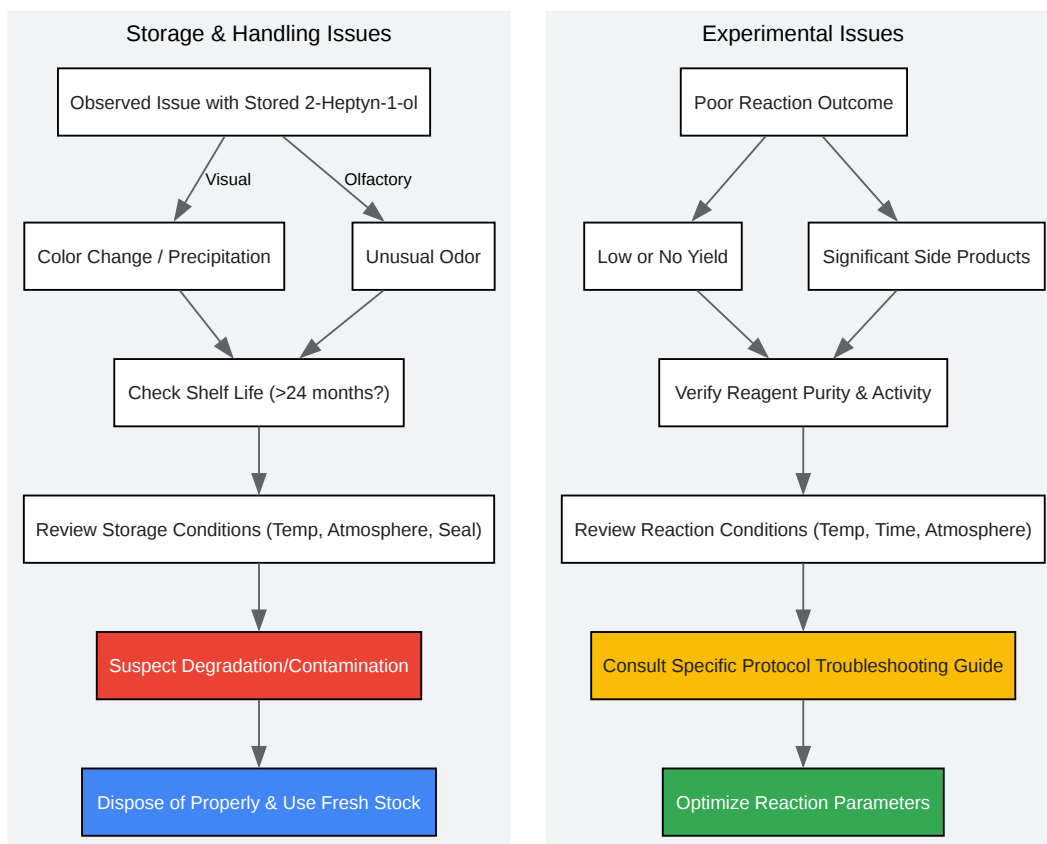 Storage & Handling Issues
Observed Issue with Stored 2-Heptyn-1-ol
Visual
Olfactory
Color Change / Precipitation
Unusual Odor
Check Shelf Life (>24 months?)
Review Storage Conditions (Temp, Atmosphere, Seal)
Suspect Degradation/Contamination
Dispose of Properly & Use Fresh Stock
Experimental Issues
Poor Reaction Outcome
Low or No Yield
Significant Side Products
Verify Reagent Purity & Activity
Review Reaction Conditions (Temp, Time, Atmosphere)
Consult Specific Protocol Troubleshooting Guide
Optimize Reaction Parameters